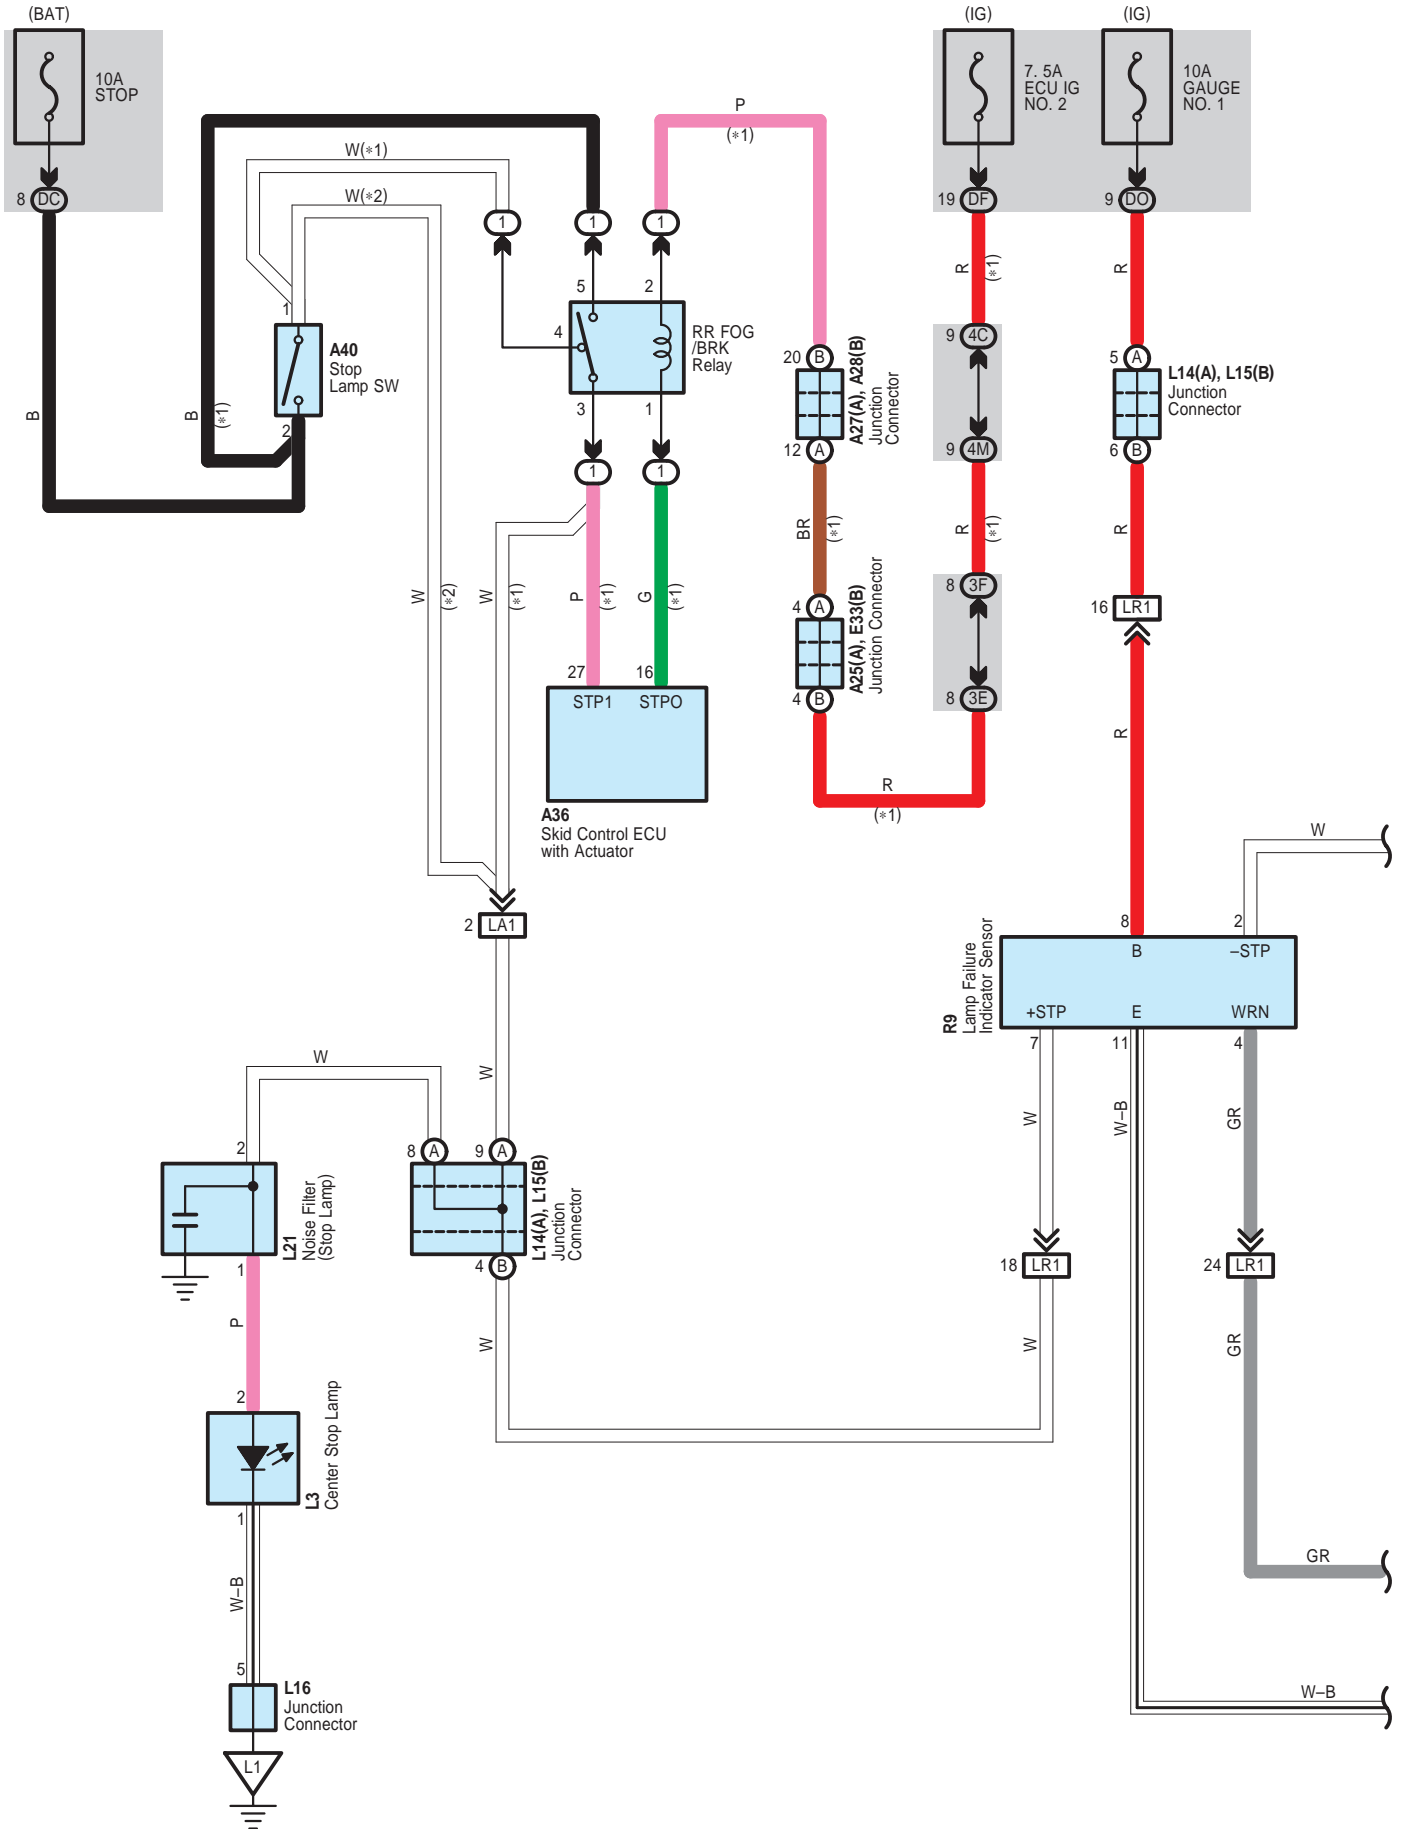 (BAT)
(IG)
(IG)
10A
STOP
7. 5A
ECU IG
NO. 2
10A
GAUGE
NO. 1
8 DC
19 DF
9 DO
P
(∗1)
W(∗1)
W(∗2)
1
1
1
R
(∗1)
R
5
2
4
RR FOG
/BRK
Relay
3
1
1
A40
Stop
Lamp SW
2
B
B
(∗1)
9 4C
9 4M
20 B
12 A
A27(A), A28(B)
Junction
Connector
5 A
6 B
L14(A), L15(B)
Junction
Connector
1
1
BR
(∗1)
R
(∗1)
R
W
(∗2)
W
(∗1)
P
(∗1)
G
(∗1)
4 A
4 B
A25(A), E33(B)
Junction Connector
8 3F
8 3E
16 LR1
27
16
STP1
STPO
A36
Skid Control ECU
with Actuator
R
(∗1)
R
W
2 LA1
8
2
B
–STP
+STP
E
WRN
R9
Lamp Failure
Indicator Sensor
7
11
4
W
W
W
W–B
GR
2
8 A
9 A
4 B
L14(A), L15(B)
Junction
Connector
L21
Noise Filter
(Stop Lamp)
1
18 LR1
24 LR1
P
W
W
GR
2
L3
Center Stop Lamp
1
GR
W–B
5
L16
Junction
Connector
W–B
L1